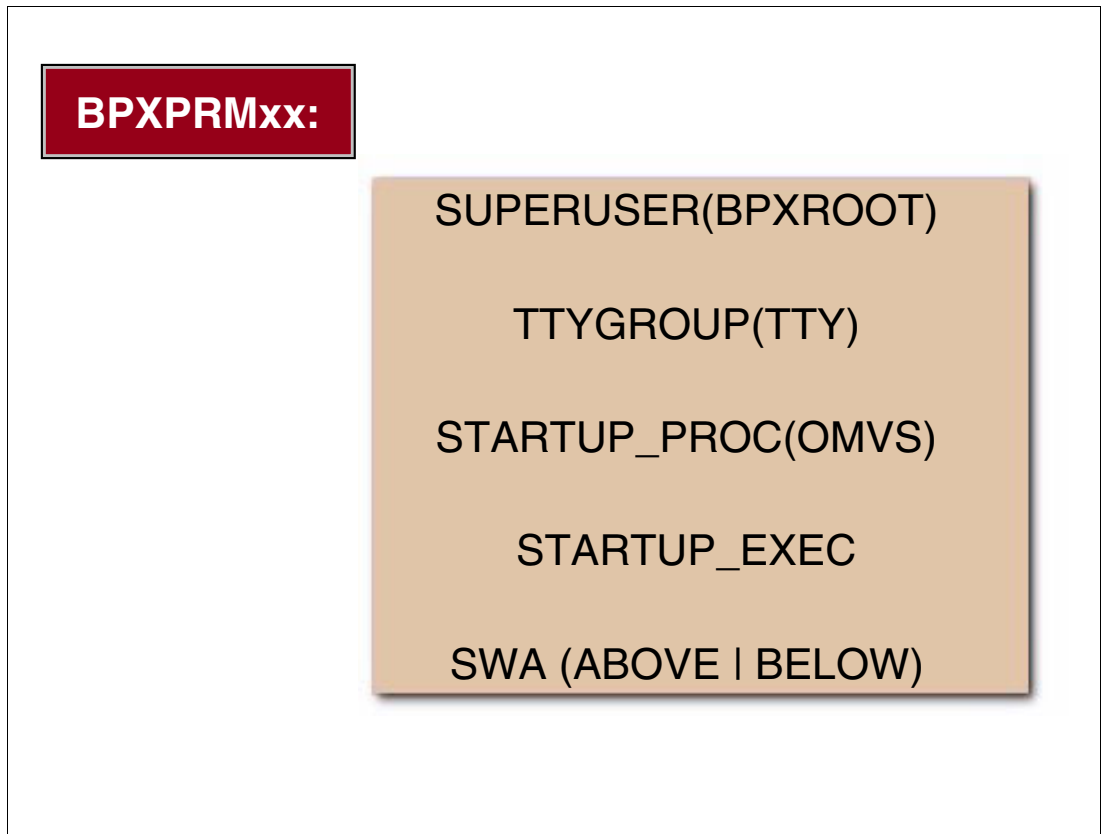 BPXPRMxx:
SUPERUSER(BPXROOT)
TTYGROUP(TTY)
STARTUP_PROC(OMVS)
STARTUP_EXEC
SWA (ABOVE | BELOW)